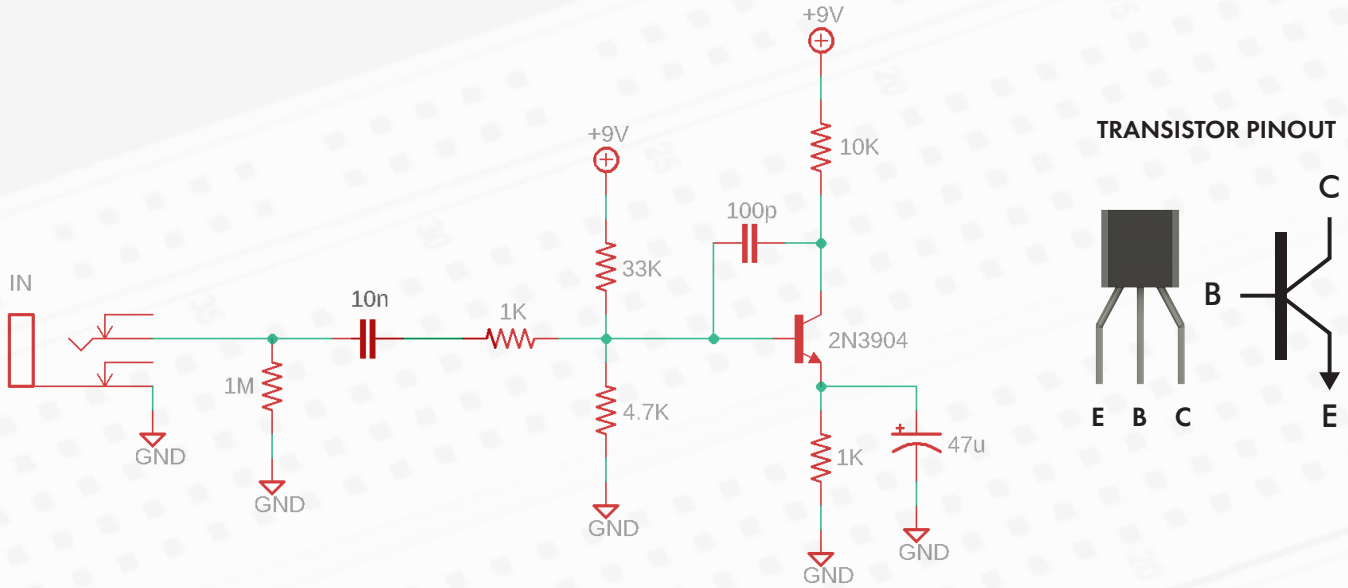 +9V
10K
+9V
33K
100p
IN
10n
1K
1M
GND
GND
4.7K
GND
2N3904
1K
47u
GND
GND
TRANSISTOR PINOUT
C
B
E
E B C